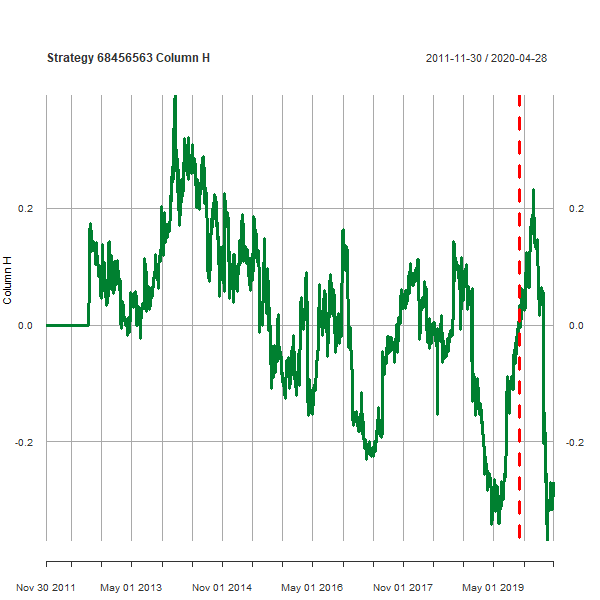 Strategy 68456563 Column H
2011-11-30 / 2020-04-28
Column H
0.2
0.2
0.0
0.0
-0.2
-0.2
Nov 30 2011
May 01 2013
Nov 01 2014
May 01 2016
Nov 01 2017
May 01 2019